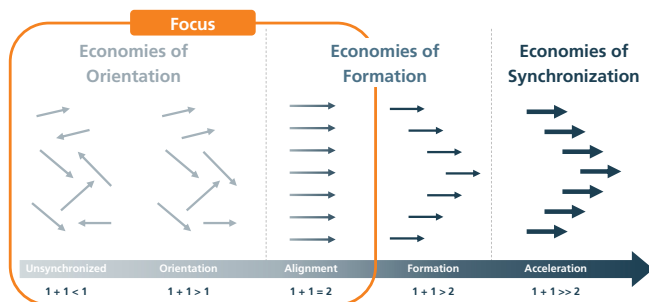 Focus
Economies of
Orientation
Economies of
Formation
Economies of
Synchronization
Unsynchronized
Orientation
Alignment
Formation
Acceleration
1 + 1 < 1
1 + 1 > 1
1 + 1 = 2
1 + 1 > 2
1 + 1 >> 2